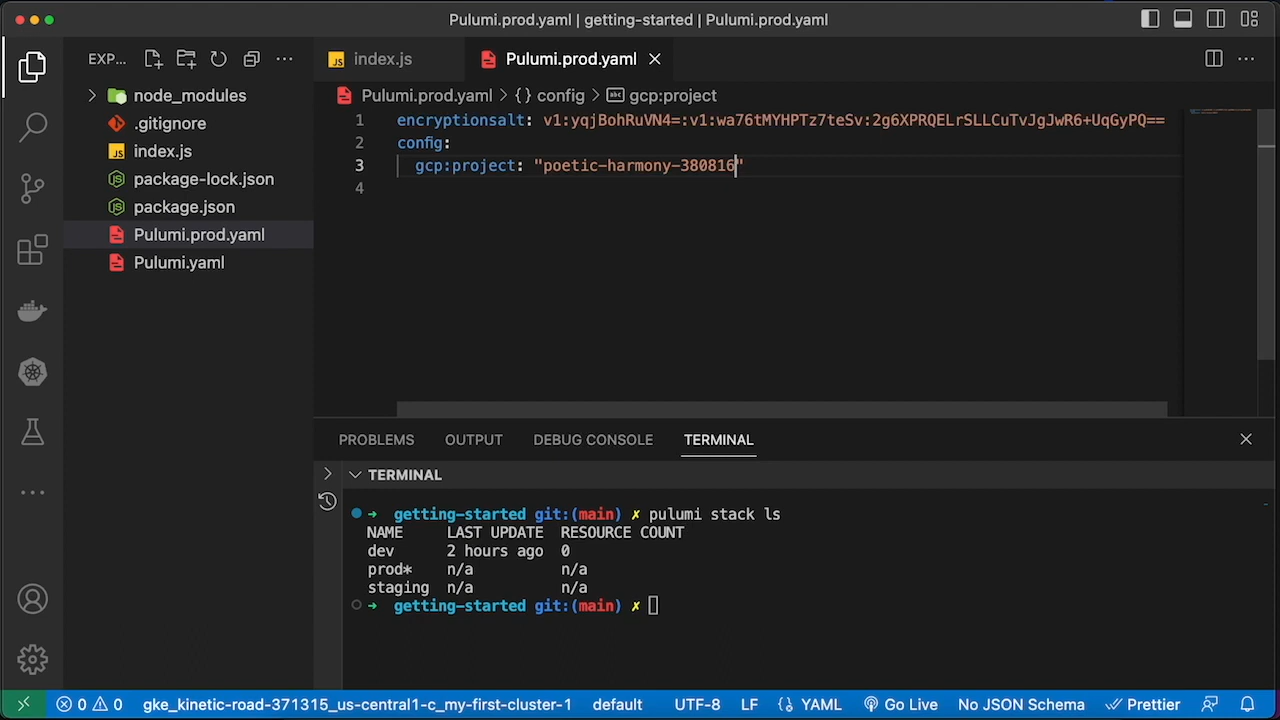 Pulumi.prod.yaml | getting-started | Pulumi.prod.yaml
EXP...
index.js
Pulumi.prod.yaml
node_modules
.gitignore
JS index.js
package-lock.json
package.json
Pulumi.prod.yaml
Pulumi.yaml
Pulumi.prod.yaml > {} config > abc gcp:project
1 encryptionsalt: v1:yqjBohRuVN4=:v1:wa76tMYHPTz7teSv:2g6XPRQELrSLLCuTvJgJwR6+UqGyPQ==
2 config:
3 gcp:project: "poetic-harmony-380816"
4
PROBLEMS OUTPUT DEBUG CONSOLE TERMINAL
TERMINAL
➜ getting-started git:(main) ✗ pulumi stack ls
NAME LAST UPDATE RESOURCE COUNT
dev 2 hours ago 0
prod* n/a n/a
staging n/a n/a
➜ getting-started git:(main) ✗
0 0 gke_kinetic-road-371315_us-central1-c_my-first-cluster-1 default UTF-8 LF {} YAML Go Live No JSON Schema Prettier